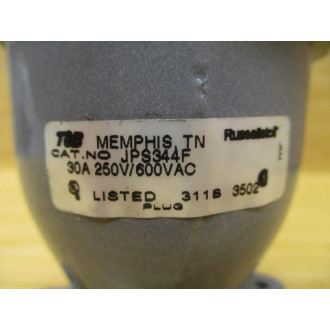 T&B MEMPHIS TN Russellstoll
CAT.NO JPS344F
30A 250V/600VAC
LISTED 311B 3502
PLUG